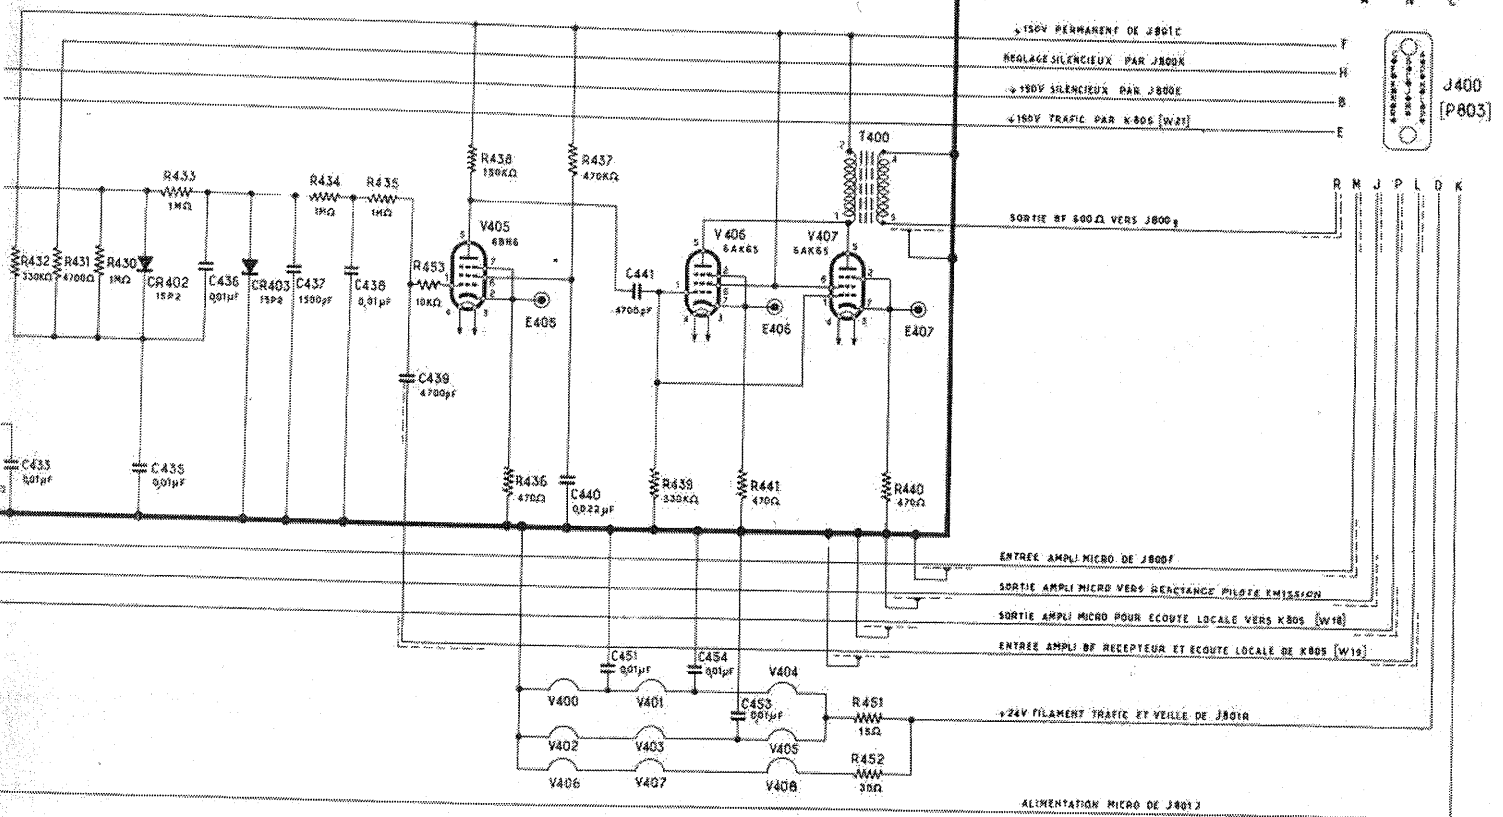 +150V PERMANENT DE J801C
F
REGLAGE SILENCIEUX PAR J800K
H
+150V SILENCIEUX PAR J800E
B
+150V TRAFIC PAR K805 [W21]
E
J400
[P803]
T400
2
4
1
5
R M J P L D K
SORTIE BF 600Ω VERS J800
R438
150KΩ
R437
470KΩ
R433
1MΩ
R434
1MΩ
R435
1MΩ
V405
6BH6
V406
6AK65
V407
6AK65
R432
330KΩ
R431
4700Ω
R430
1MΩ
CR402
15P2
C436
0,01µF
CR403
15P2
C437
1500pF
C438
0,01µF
R453
10KΩ
E405
C441
4700pF
E406
E407
C439
4700pF
C433
0,01µF
C435
0,01µF
R436
470Ω
C440
0,022µF
R439
330KΩ
R441
470Ω
R440
470Ω
ENTREE AMPLI MICRO DE J800F
SORTIE AMPLI MICRO VERS REACTANCE PILOTE EMISSION
SORTIE AMPLI MICRO POUR ECOUTE LOCALE VERS K805 [W18]
ENTREE AMPLI BF RECEPTEUR ET ECOUTE LOCALE DE K805 [W19]
C451
0,01µF
C454
0,01µF
V404
V400
V401
C453
0,01µF
R451
15Ω
+24V FILAMENT TRAFIC ET VEILLE DE J801R
V402
V403
V405
R452
30Ω
V406
V407
V408
ALIMENTATION MICRO DE J801J